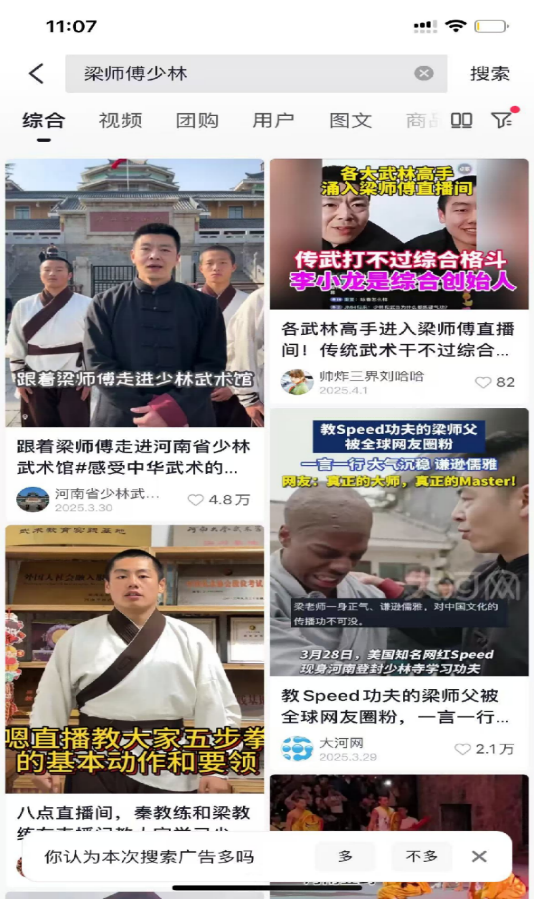 11:07
梁师傅少林
搜索
综合
视频
团购
用户
图文
商品
跟着梁师傅走进少林武术馆
跟着梁师傅走进河南省少林
武术馆#感受中华武术的...
河南省少林武...
2025.3.30
4.8万
各大武林高手
涌入梁师傅直播间
传武打不过综合格斗
李小龙是综合创始人
各武林高手进入梁师傅直播
间！传统武术干不过综合...
帅炸三界刘哈哈
2025.4.1
82
教Speed功夫的梁师父
被全球网友圈粉
一言一行 大气沉稳 谦逊儒雅
网友：真正的大师，真正的Master！
大河网
梁老师一身正气、谦逊儒雅，对中国文化的
传播功不可没。
3月28日，美国知名网红Speed
现身河南登封少林寺学习功夫
教Speed功夫的梁师父被
全球网友圈粉，一言一行...
大河网
2025.3.29
2.1万
嗯直播教大家五步拳
的基本动作和要领
八点直播间，秦教练和梁教
你认为本次搜索广告多吗
多
不多